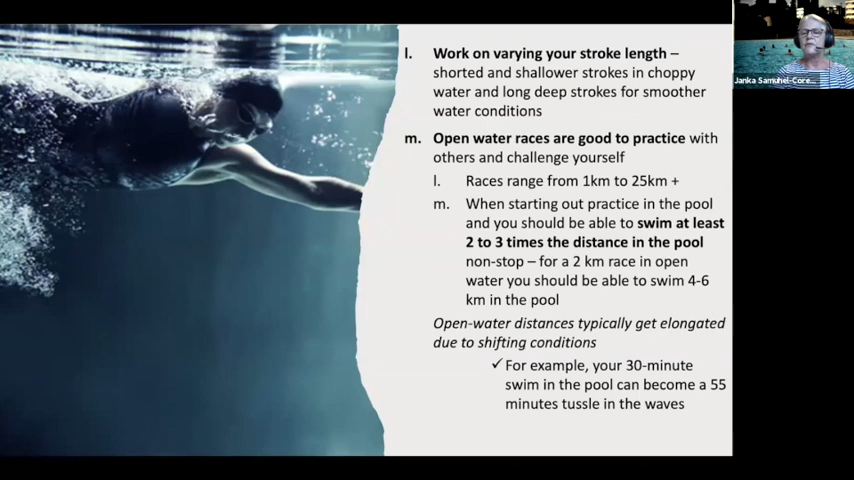 l. Work on varying your stroke length –
shorted and shallower strokes in choppy
water and long deep strokes for smoother
water conditions
m. Open water races are good to practice with
others and challenge yourself
l. Races range from 1km to 25km +
m. When starting out practice in the pool
and you should be able to swim at least
2 to 3 times the distance in the pool
non-stop – for a 2 km race in open
water you should be able to swim 4-6
km in the pool
Open-water distances typically get elongated
due to shifting conditions
✓ For example, your 30-minute
swim in the pool can become a 55
minutes tussle in the waves
Janka Samuhel-Core...